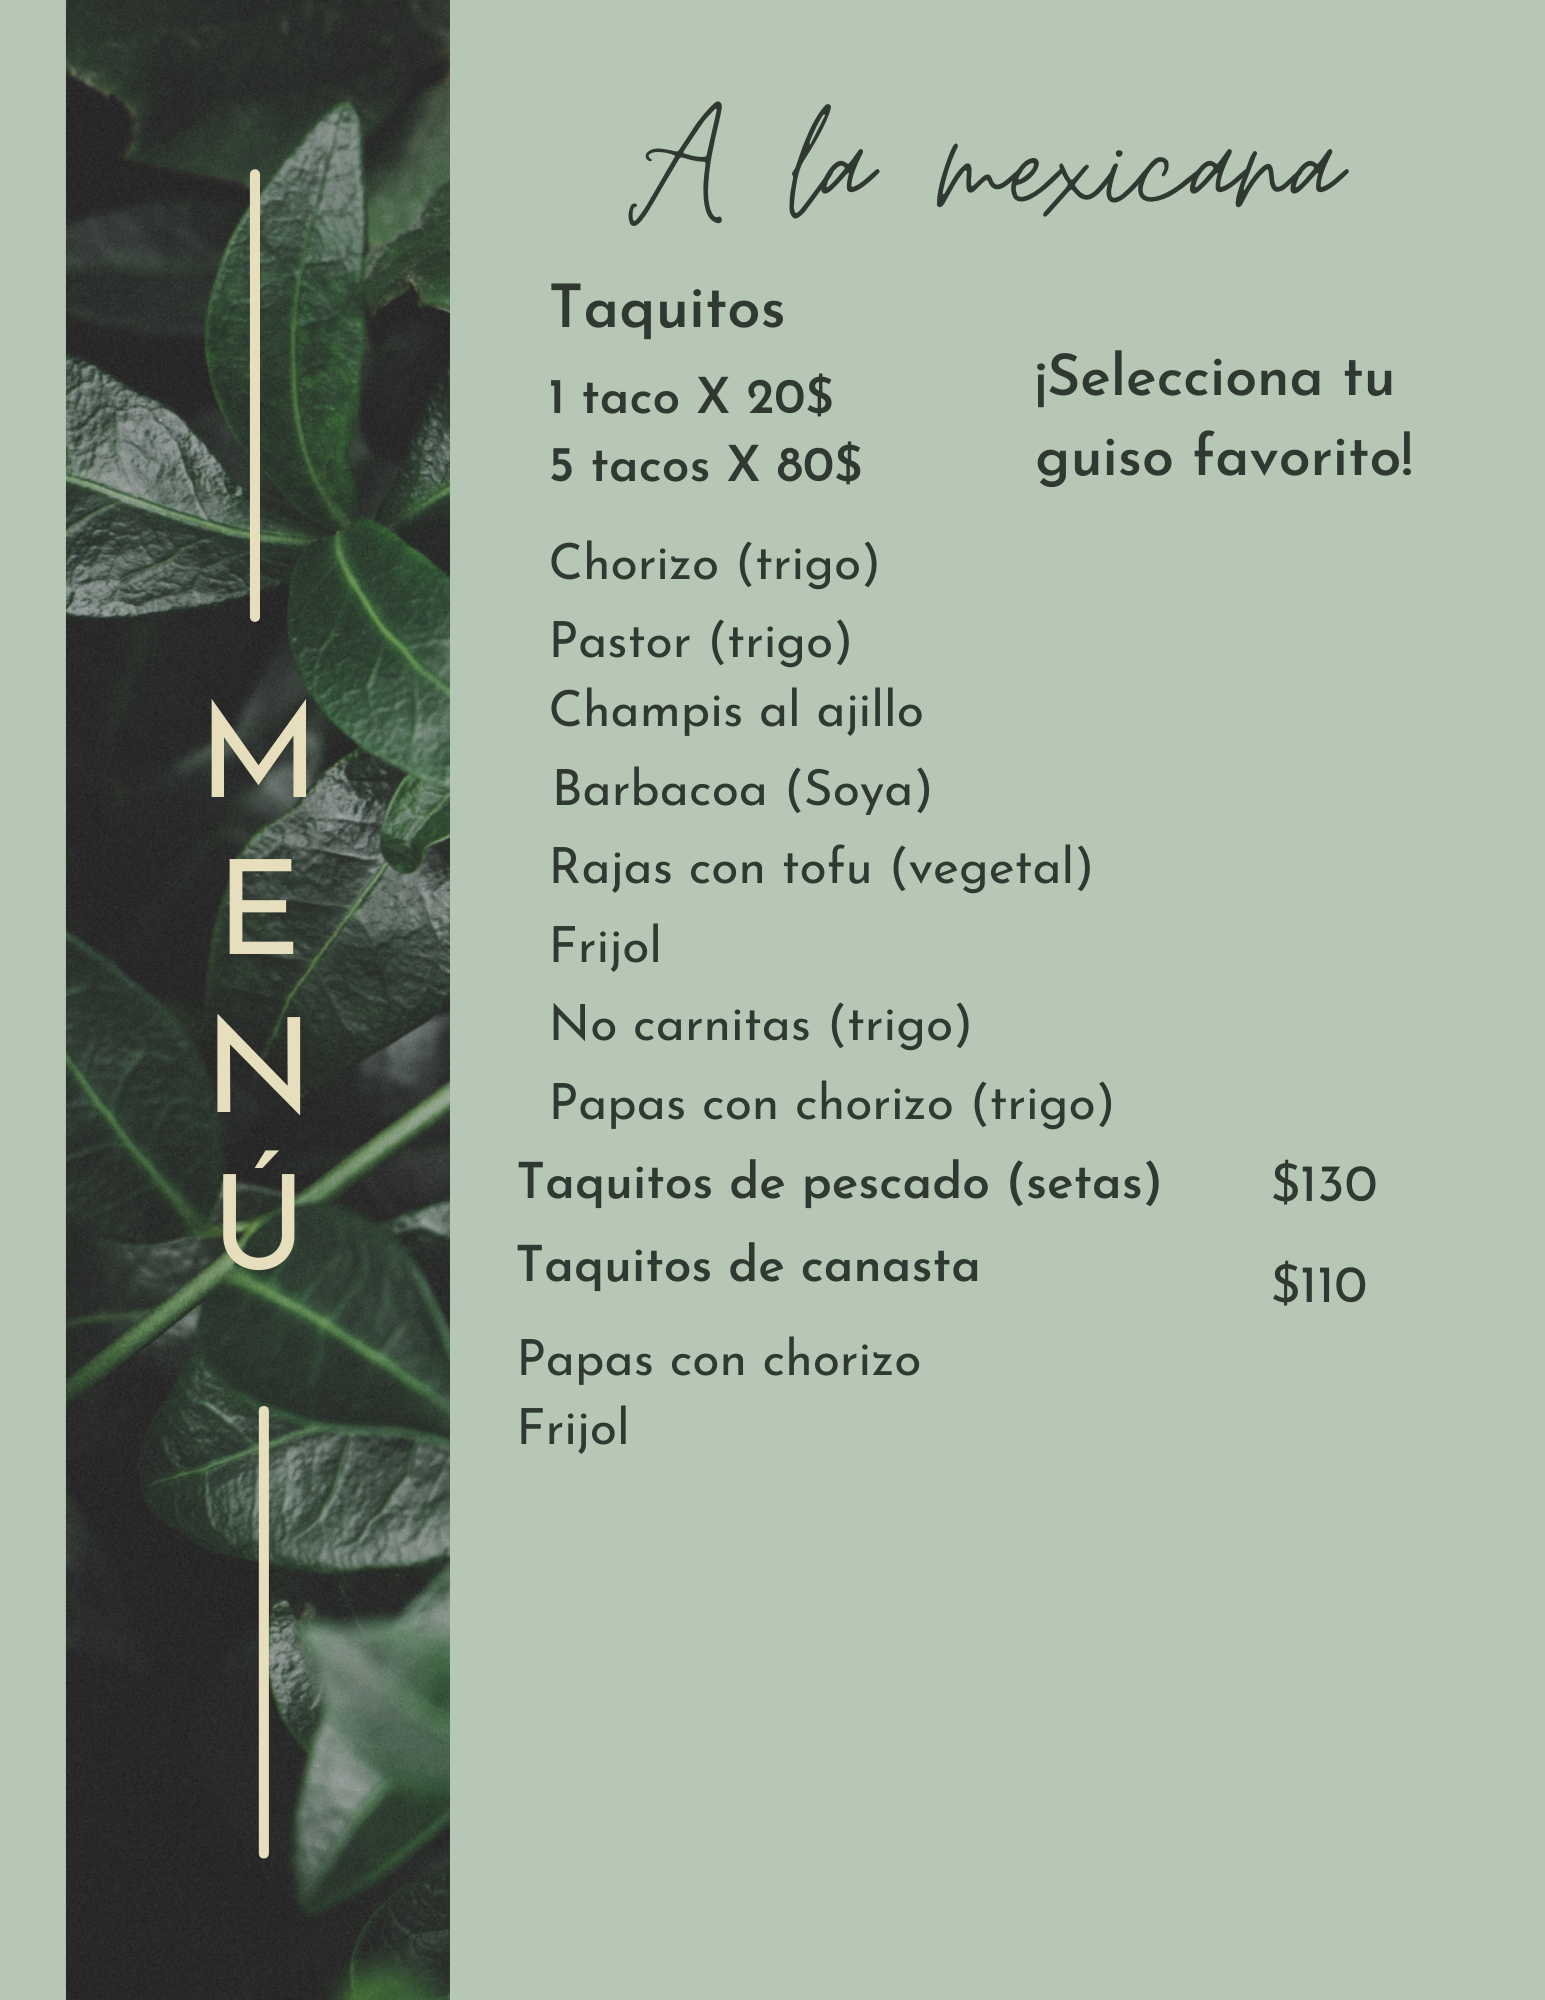 MENÚ
A la mexicana
Taquitos
1 taco X 20$
5 tacos X 80$
¡Selecciona tu
guiso favorito!
Chorizo (trigo)
Pastor (trigo)
Champis al ajillo
Barbacoa (Soya)
Rajas con tofu (vegetal)
Frijol
No carnitas (trigo)
Papas con chorizo (trigo)
Taquitos de pescado (setas) $130
Taquitos de canasta $110
Papas con chorizo
Frijol